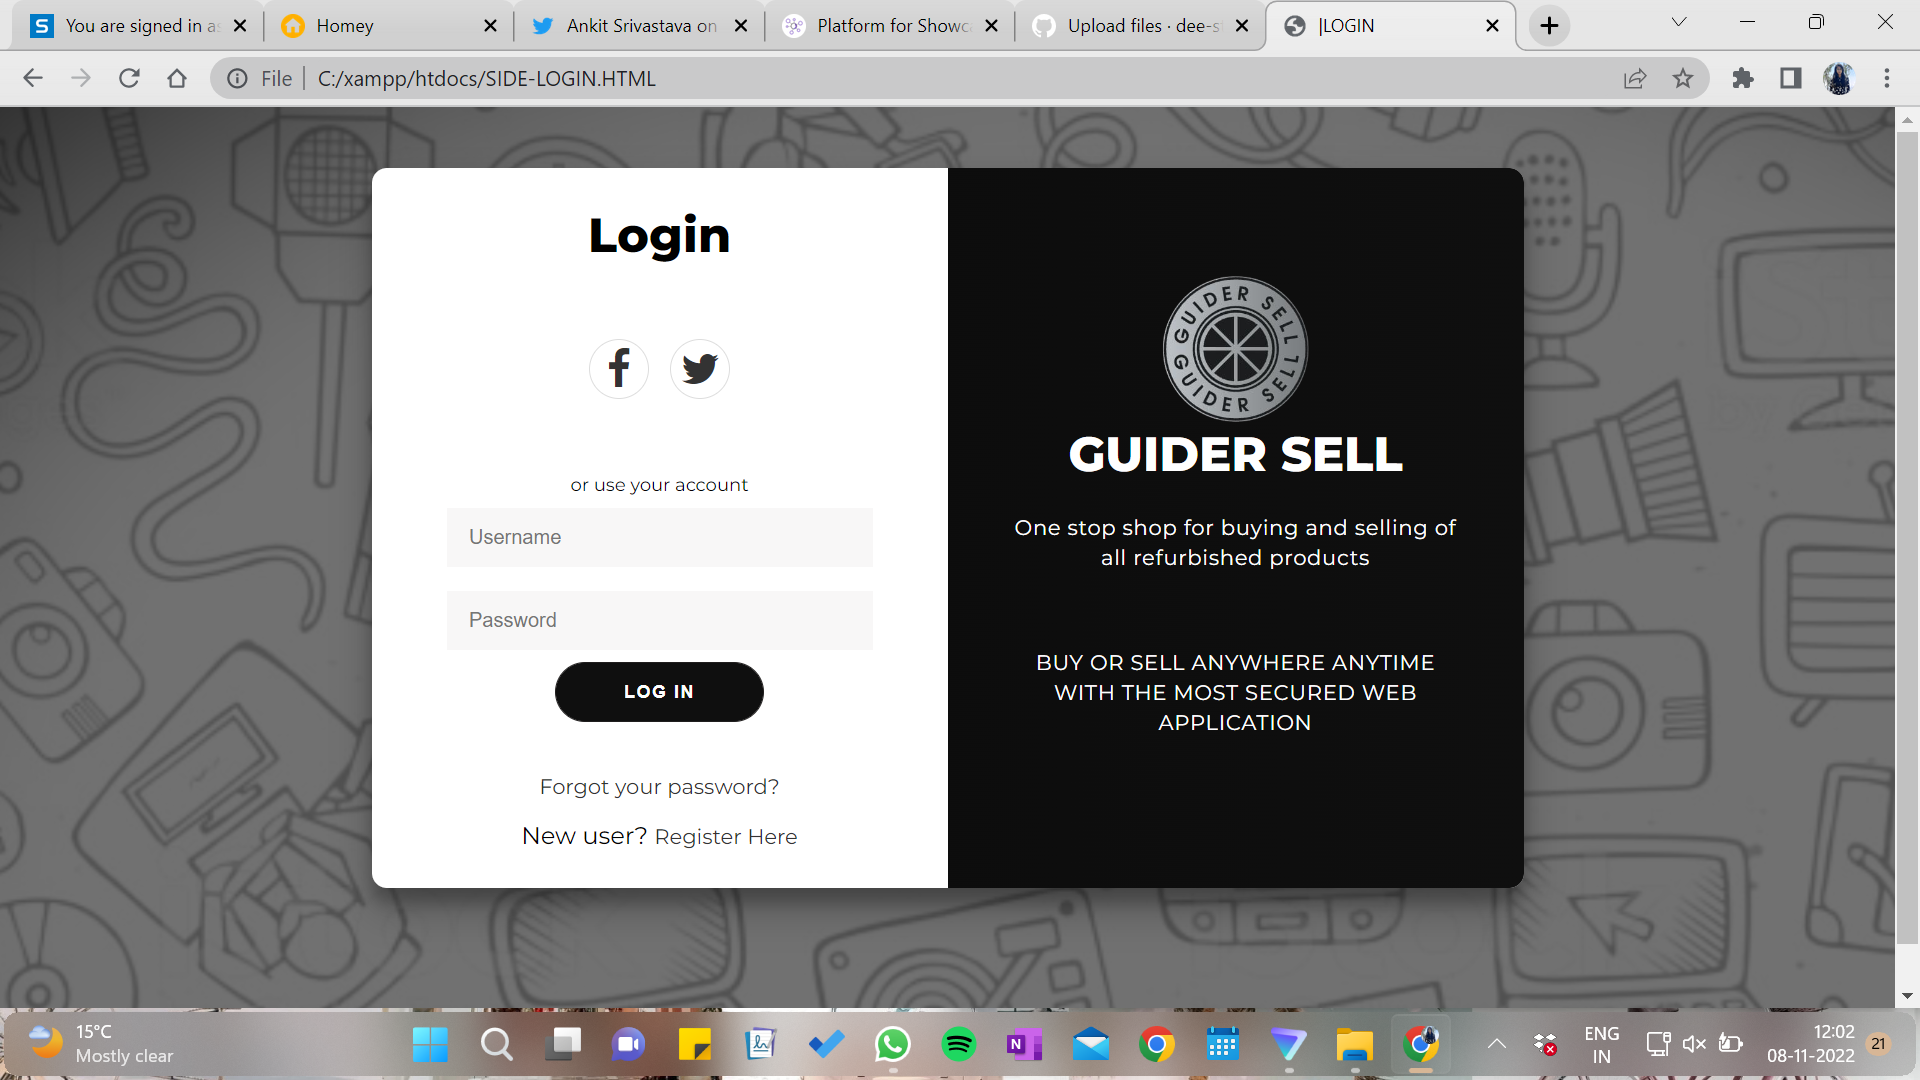 You are signed in as
Homey
Ankit Srivastava on
Platform for Showca
Upload files · dee-s
|LOGIN
File
C:/xampp/htdocs/SIDE-LOGIN.HTML
Login
or use your account
Username
Password
LOG IN
Forgot your password?
New user? Register Here
GUIDER SELL
GUIDER SELL
GUIDER SELL
One stop shop for buying and selling of
all refurbished products
BUY OR SELL ANYWHERE ANYTIME
WITH THE MOST SECURED WEB
APPLICATION
15°C
Mostly clear
ENG
IN
12:02
08-11-2022
21